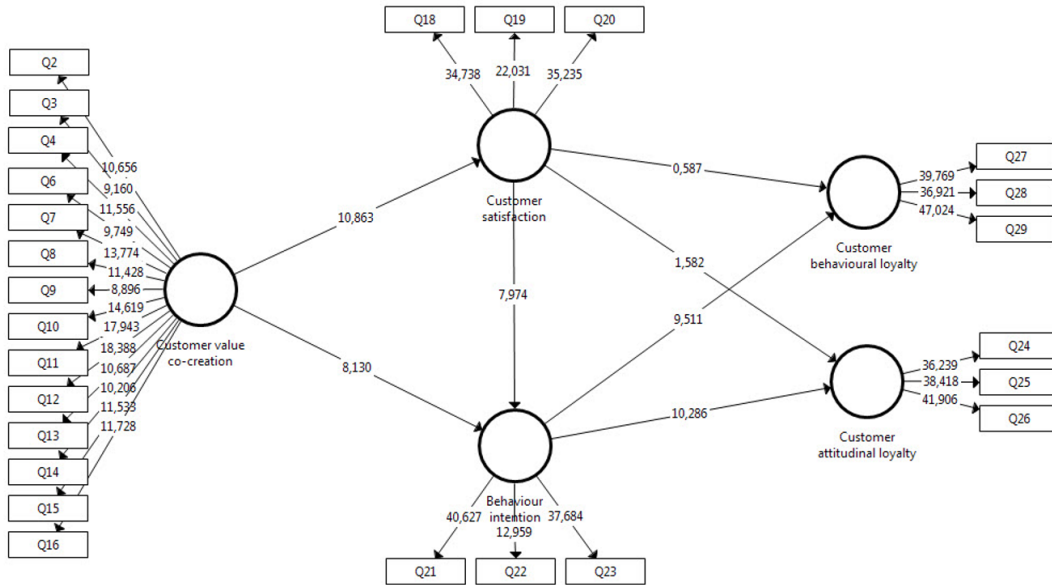 Q18
Q19
Q20
34,738
22,031
35,235
Customer
satisfaction
Q2
Q3
Q4
Q6
Q7
Q8
Q9
Q10
Q11
Q12
Q13
Q14
Q15
Q16
10,656
9,160
11,556
9,749
13,774
11,428
8,896
14,619
17,943
18,388
10,687
10,206
11,533
11,728
Customer value
co-creation
10,863
8,130
7,974
0,587
1,582
9,511
10,286
Customer
behavioural loyalty
39,769
36,921
47,024
Q27
Q28
Q29
Customer
attitudinal loyalty
36,239
38,418
41,906
Q24
Q25
Q26
Behaviour
intention
40,627
12,959
37,684
Q21
Q22
Q23